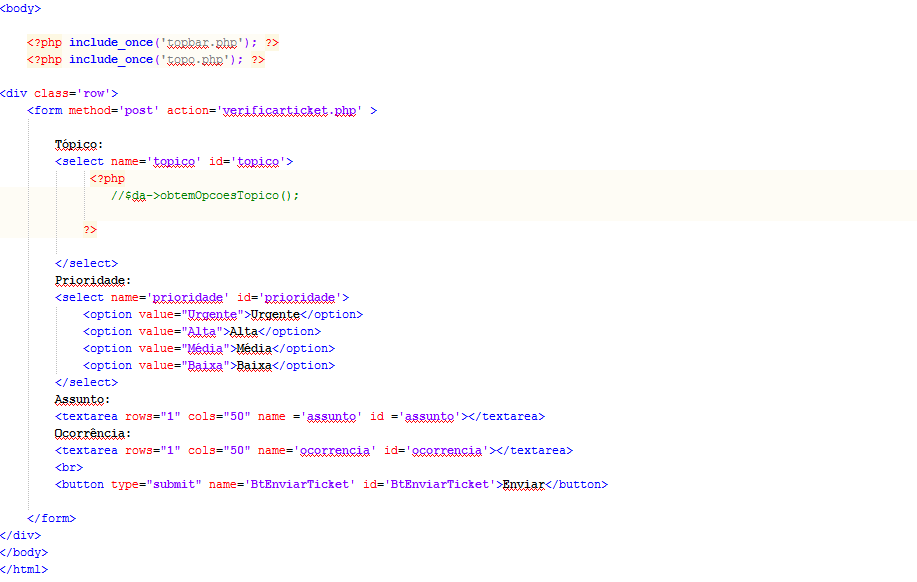 <body>
<?php include_once('topbar.php'); ?>
<?php include_once('topo.php'); ?>
<div class='row'>
<form method='post' action='verificarticket.php' >
Tópico:
<select name='topico' id='topico'>
<?php
//$da->obtemOpcoesTopico();
?>
</select>
Prioridade:
<select name='prioridade' id='prioridade'>
<option value="Urgente">Urgente</option>
<option value="Alta">Alta</option>
<option value="Média">Média</option>
<option value="Baixa">Baixa</option>
</select>
Assunto:
<textarea rows="1" cols="50" name ='assunto' id ='assunto'></textarea>
Ocorrência:
<textarea rows="1" cols="50" name='ocorrencia' id='ocorrencia'></textarea>
<br>
<button type="submit" name='BtEnviarTicket' id='BtEnviarTicket'>Enviar</button>
</form>
</div>
</body>
</html>